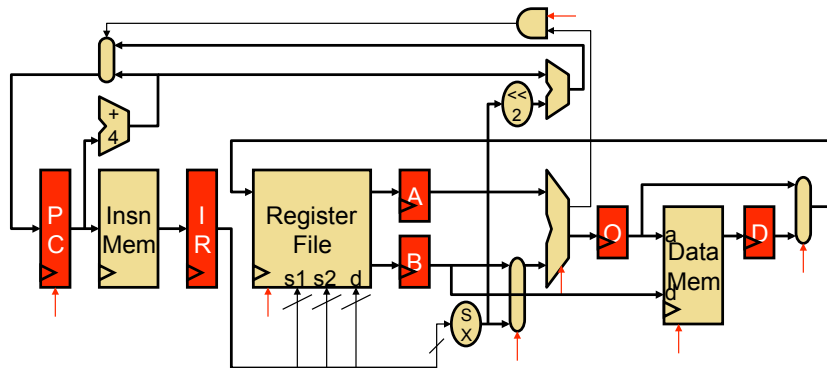 <<
2
+
4
P
C
Insn
Mem
I
R
Register
File
s1 s2 d
A
B
S
X
O
a
Data
Mem
d
D